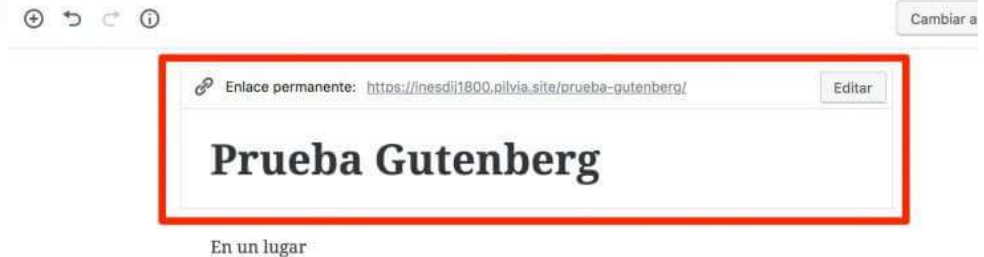 Cambiar a
Enlace permanente: https://inesdij1800.pilvia.site/prueba-gutenberg/ Editar
Prueba Gutenberg
En un lugar